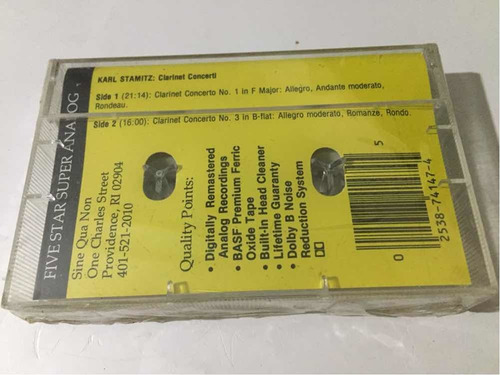 KARL STAMITZ: Clarinet Concerti
Side 1 (21:14): Clarinet Concerto No. 1 in F Major: Allegro, Andante moderato,
Rondeau.
Side 2 (16:00): Clarinet Concerto No. 3 in B-flat: Allegro moderato, Romanze, Rondo.
FIVE STAR SUPER ANALOG
Sine Qua Non
One Charles Street
Providence, RI 02904
401-521-2010
Quality Points:
• Digitally Remastered
Analog Recordings
• BASF Premium Ferric
Oxide Tape
• Built-In Head Cleaner
• Lifetime Guaranty
• Dolby B Noise
Reduction System
5
0 2538-74147-4